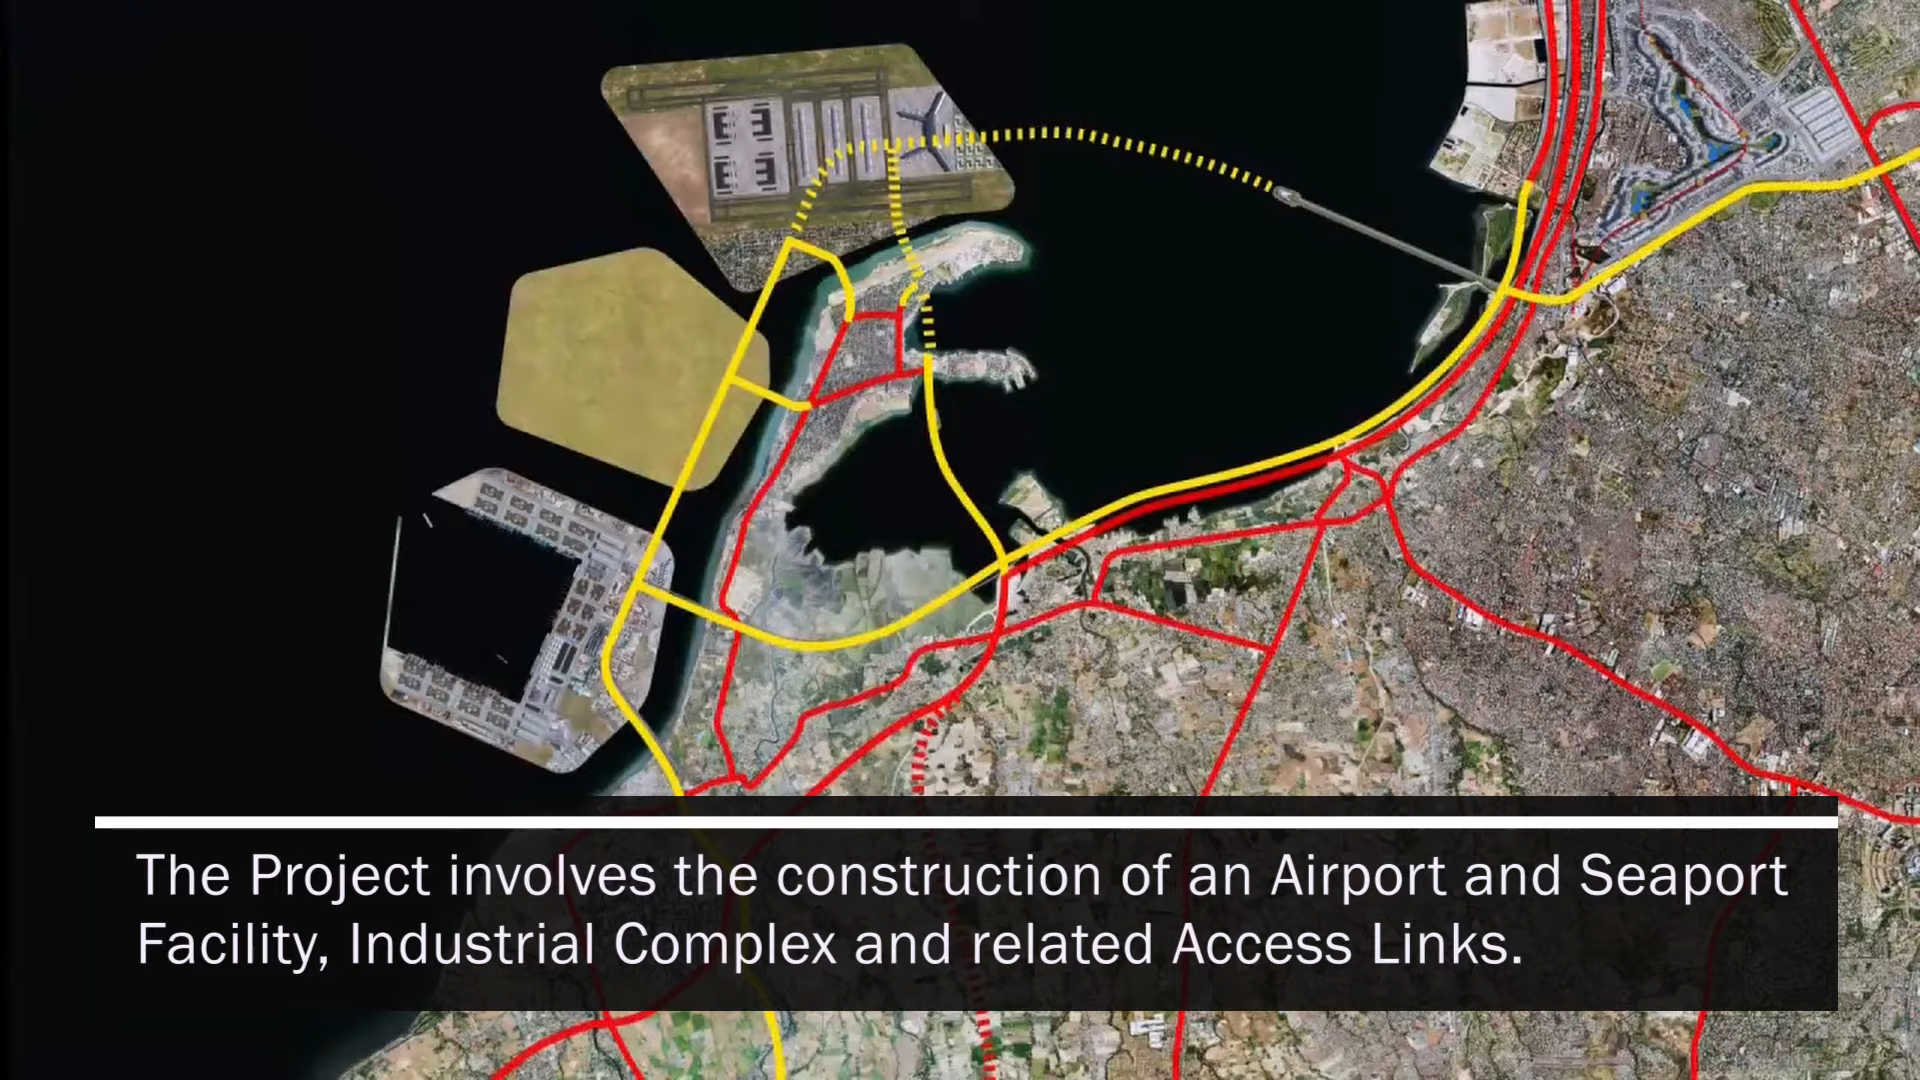 The Project involves the construction of an Airport and Seaport
Facility, Industrial Complex and related Access Links.